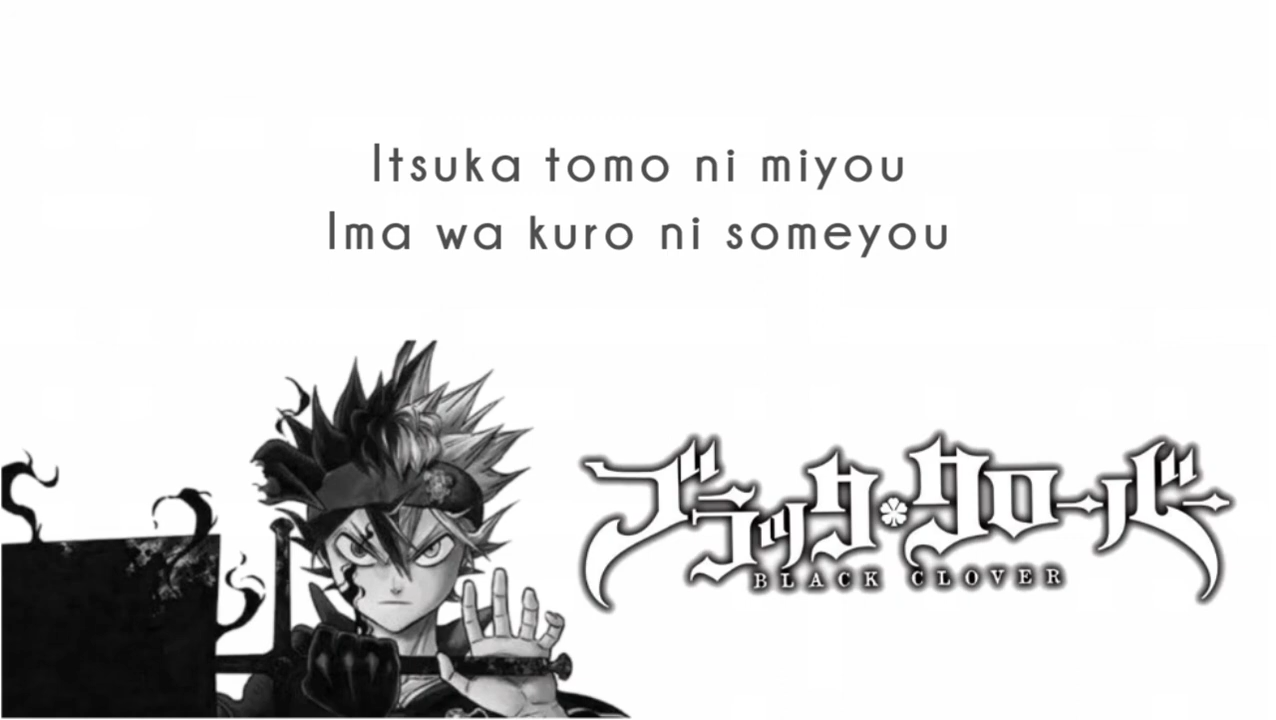 Itsuka tomo ni miyou
Ima wa kuro ni someyou
ブラッククローバー
BLACK CLOVER